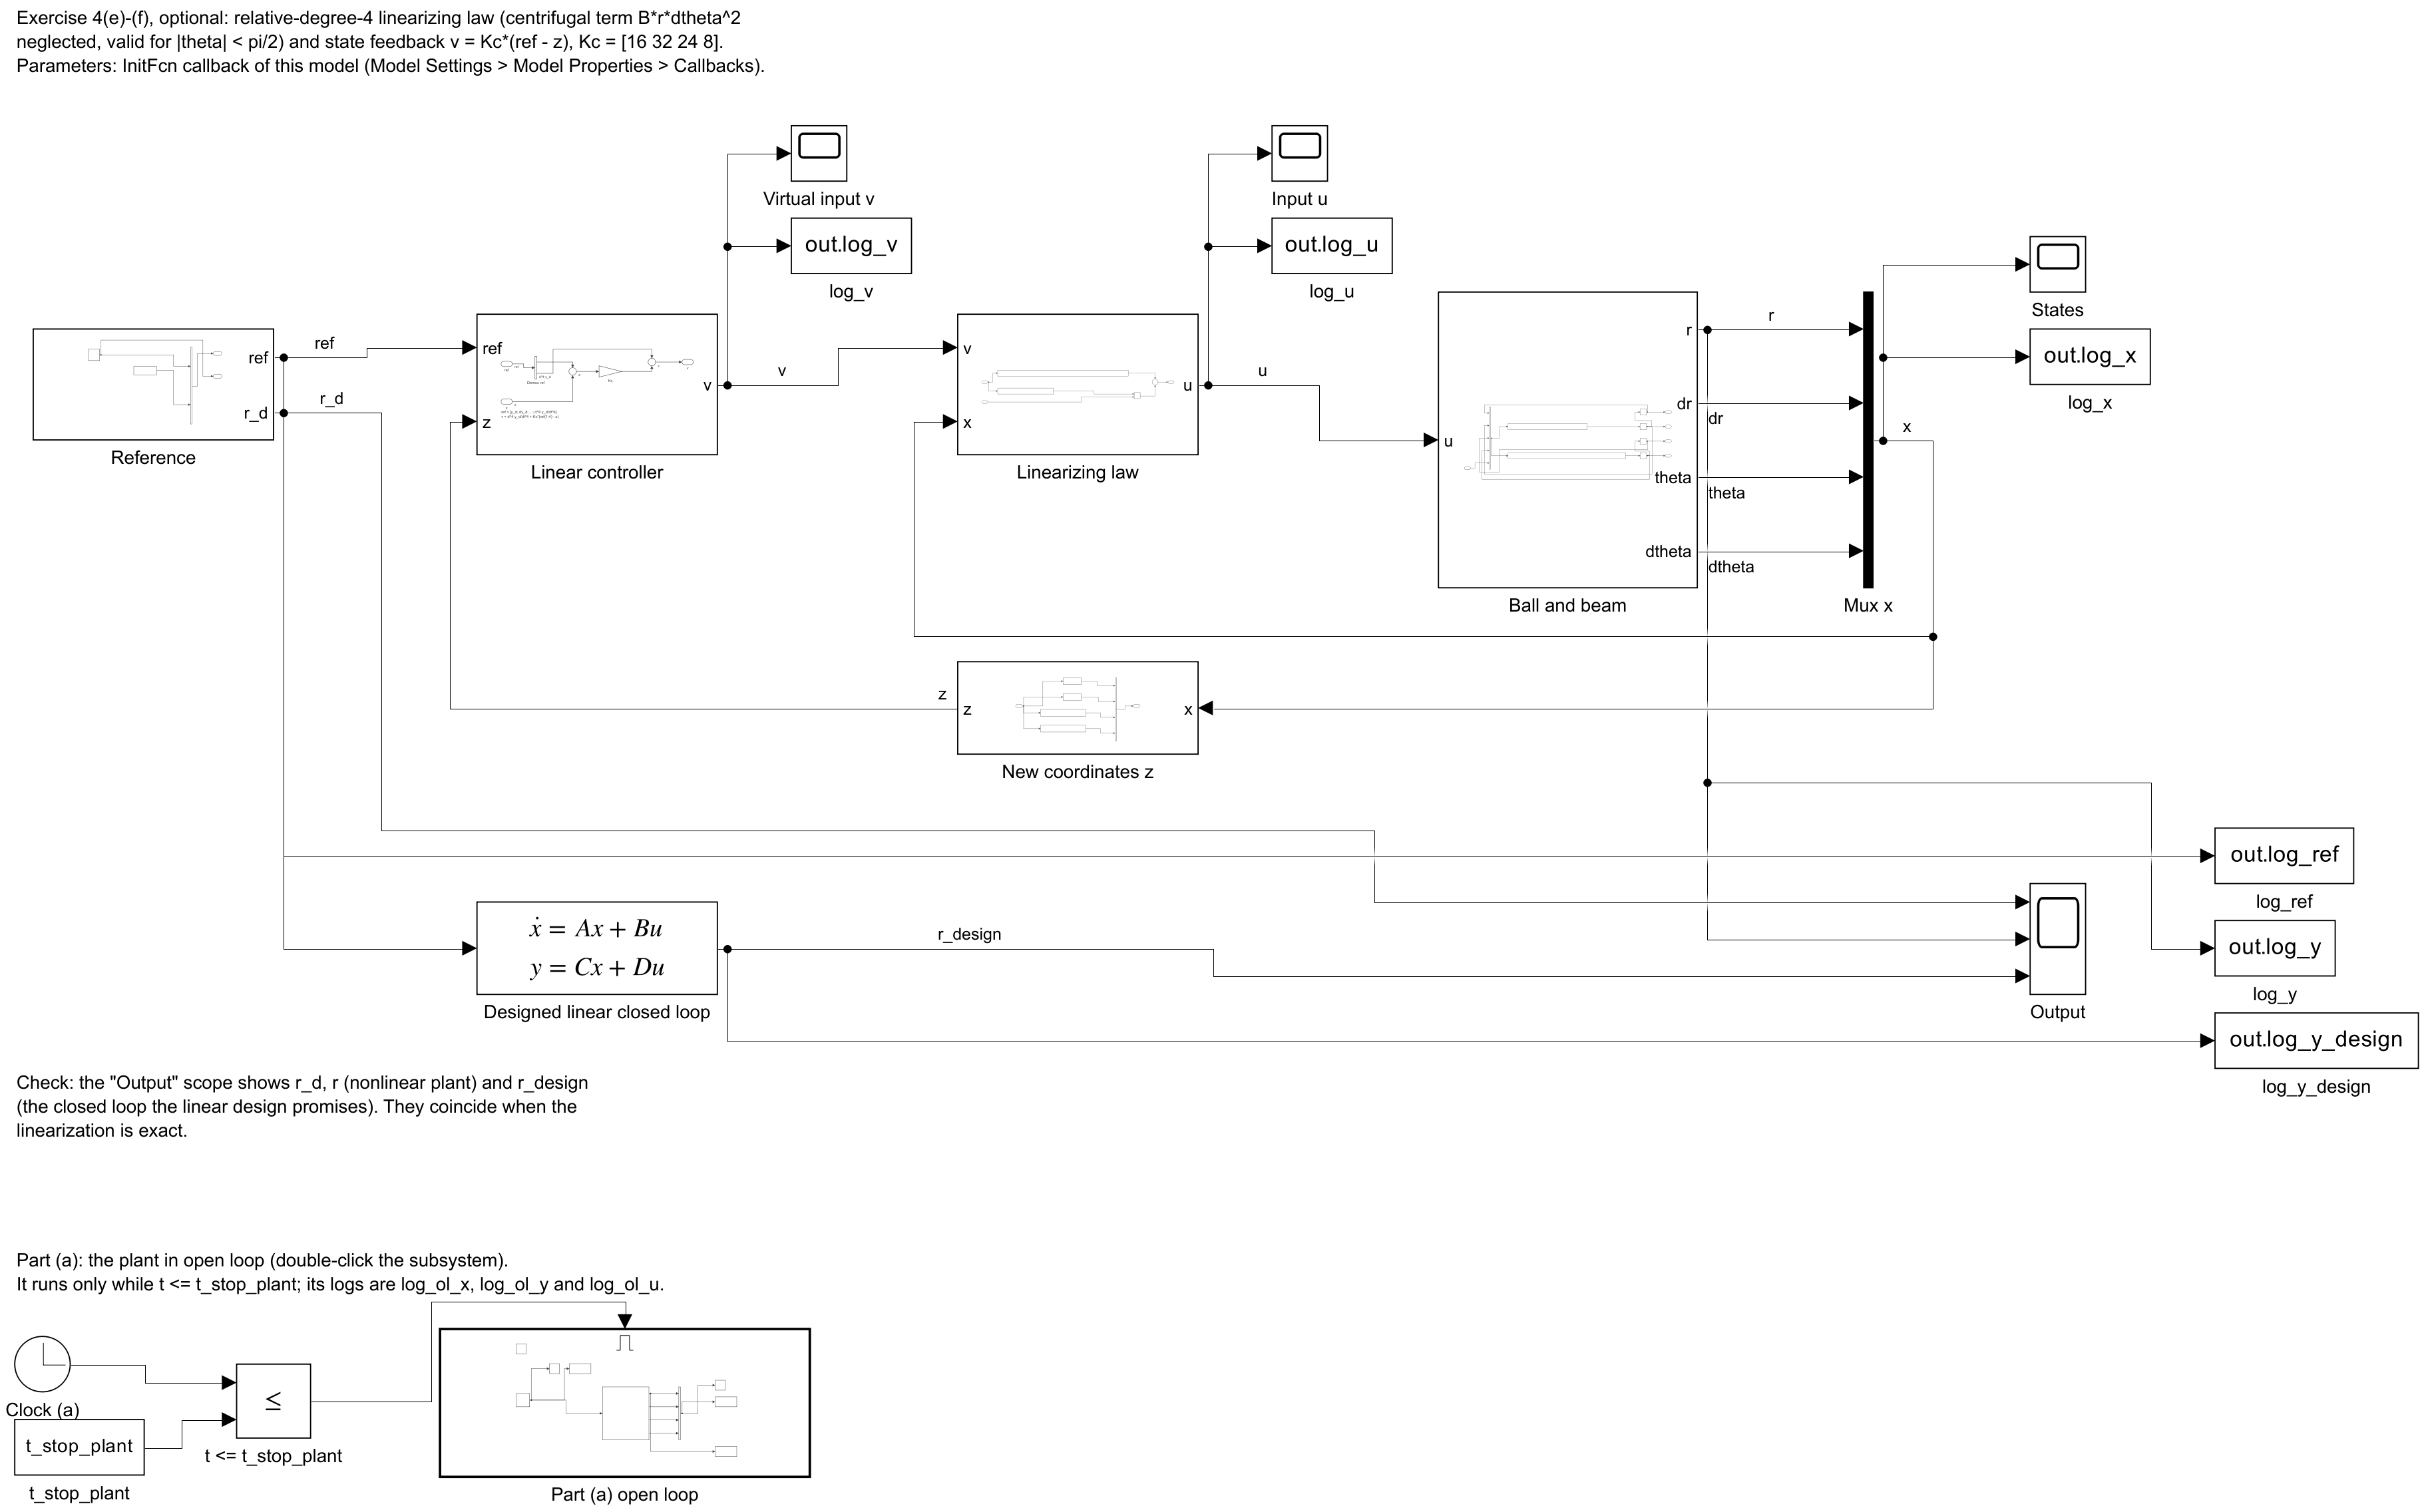 Exercise 4(e)-(f), optional: relative-degree-4 linearizing law (centrifugal term B*r*dtheta^2
neglected, valid for |theta| < pi/2) and state feedback v = Kc*(ref - z), Kc = [16 32 24 8].
Parameters: InitFcn callback of this model (Model Settings > Model Properties > Callbacks).
Virtual input v
out.log_v
log_v
Input u
out.log_u
log_u
States
out.log_x
log_x
ref
r_d
Reference
ref
r_d
ref
z
v
Linear controller
v
v
x
u
Linearizing law
u
u
r
dr
theta
dtheta
Ball and beam
r
dr
theta
dtheta
Mux x
x
z
z
x
New coordinates z
out.log_ref
log_ref
ẋ = Ax + Bu
y = Cx + Du
Designed linear closed loop
r_design
Output
out.log_y
log_y
out.log_y_design
log_y_design
Check: the "Output" scope shows r_d, r (nonlinear plant) and r_design
(the closed loop the linear design promises). They coincide when the
linearization is exact.
Part (a): the plant in open loop (double-click the subsystem).
It runs only while t <= t_stop_plant; its logs are log_ol_x, log_ol_y and log_ol_u.
Clock (a)
t_stop_plant
t_stop_plant
≤
t <= t_stop_plant
Part (a) open loop